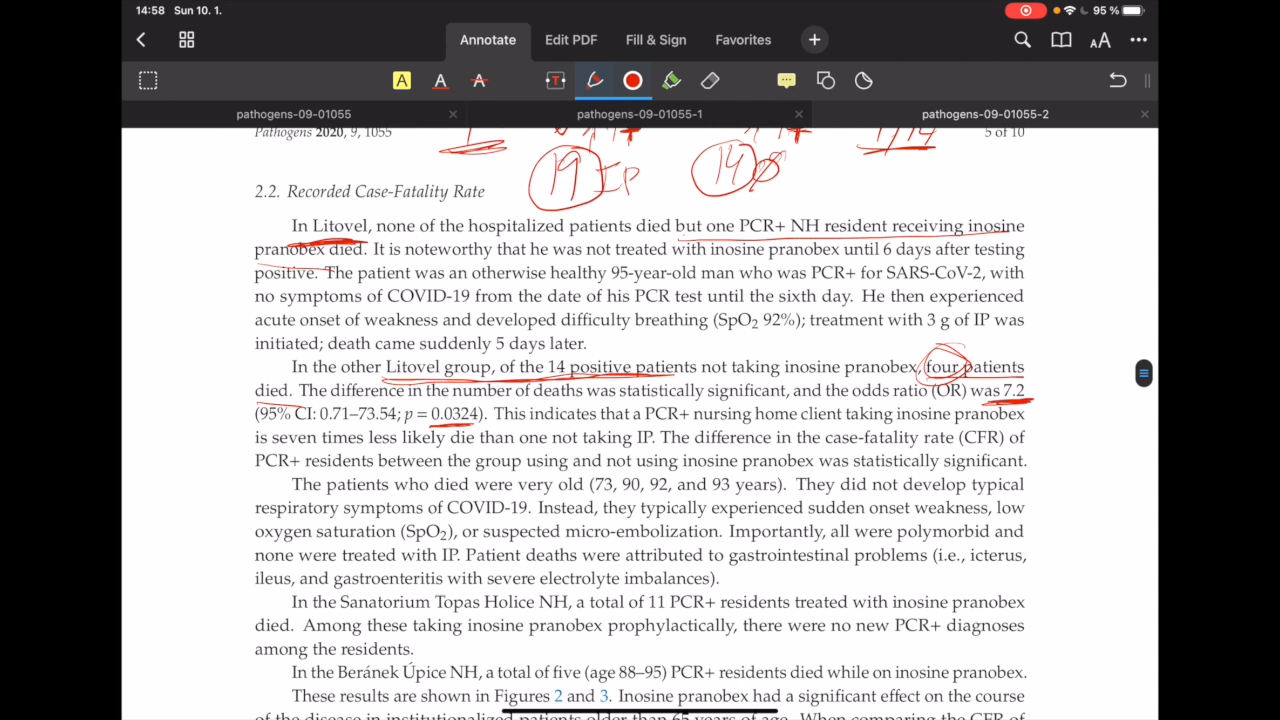 14:58 Sun 10. 1.
95 %
Annotate Edit PDF Fill & Sign Favorites
AA
A A A T
pathogens-09-01055 pathogens-09-01055-1 pathogens-09-01055-2
Pathogens 2020, 9, 1055 5 of 10
19 IP 14
2.2. Recorded Case-Fatality Rate
In Litovel, none of the hospitalized patients died but one PCR+ NH resident receiving inosine
pranobex died. It is noteworthy that he was not treated with inosine pranobex until 6 days after testing
positive. The patient was an otherwise healthy 95-year-old man who was PCR+ for SARS-CoV-2, with
no symptoms of COVID-19 from the date of his PCR test until the sixth day. He then experienced
acute onset of weakness and developed difficulty breathing (SpO2 92%); treatment with 3 g of IP was
initiated; death came suddenly 5 days later.
In the other Litovel group, of the 14 positive patients not taking inosine pranobex, four patients
died. The difference in the number of deaths was statistically significant, and the odds ratio (OR) was 7.2
(95% CI: 0.71–73.54; p = 0.0324). This indicates that a PCR+ nursing home client taking inosine pranobex
is seven times less likely die than one not taking IP. The difference in the case-fatality rate (CFR) of
PCR+ residents between the group using and not using inosine pranobex was statistically significant.
The patients who died were very old (73, 90, 92, and 93 years). They did not develop typical
respiratory symptoms of COVID-19. Instead, they typically experienced sudden onset weakness, low
oxygen saturation (SpO2), or suspected micro-embolization. Importantly, all were polymorbid and
none were treated with IP. Patient deaths were attributed to gastrointestinal problems (i.e., icterus,
ileus, and gastroenteritis with severe electrolyte imbalances).
In the Sanatorium Topas Holice NH, a total of 11 PCR+ residents treated with inosine pranobex
died. Among these taking inosine pranobex prophylactically, there were no new PCR+ diagnoses
among the residents.
In the Beránek Úpice NH, a total of five (age 88–95) PCR+ residents died while on inosine pranobex.
These results are shown in Figures 2 and 3. Inosine pranobex had a significant effect on the course
of the disease in institutionalized patients older than 65 years of age. When comparing the CFR of